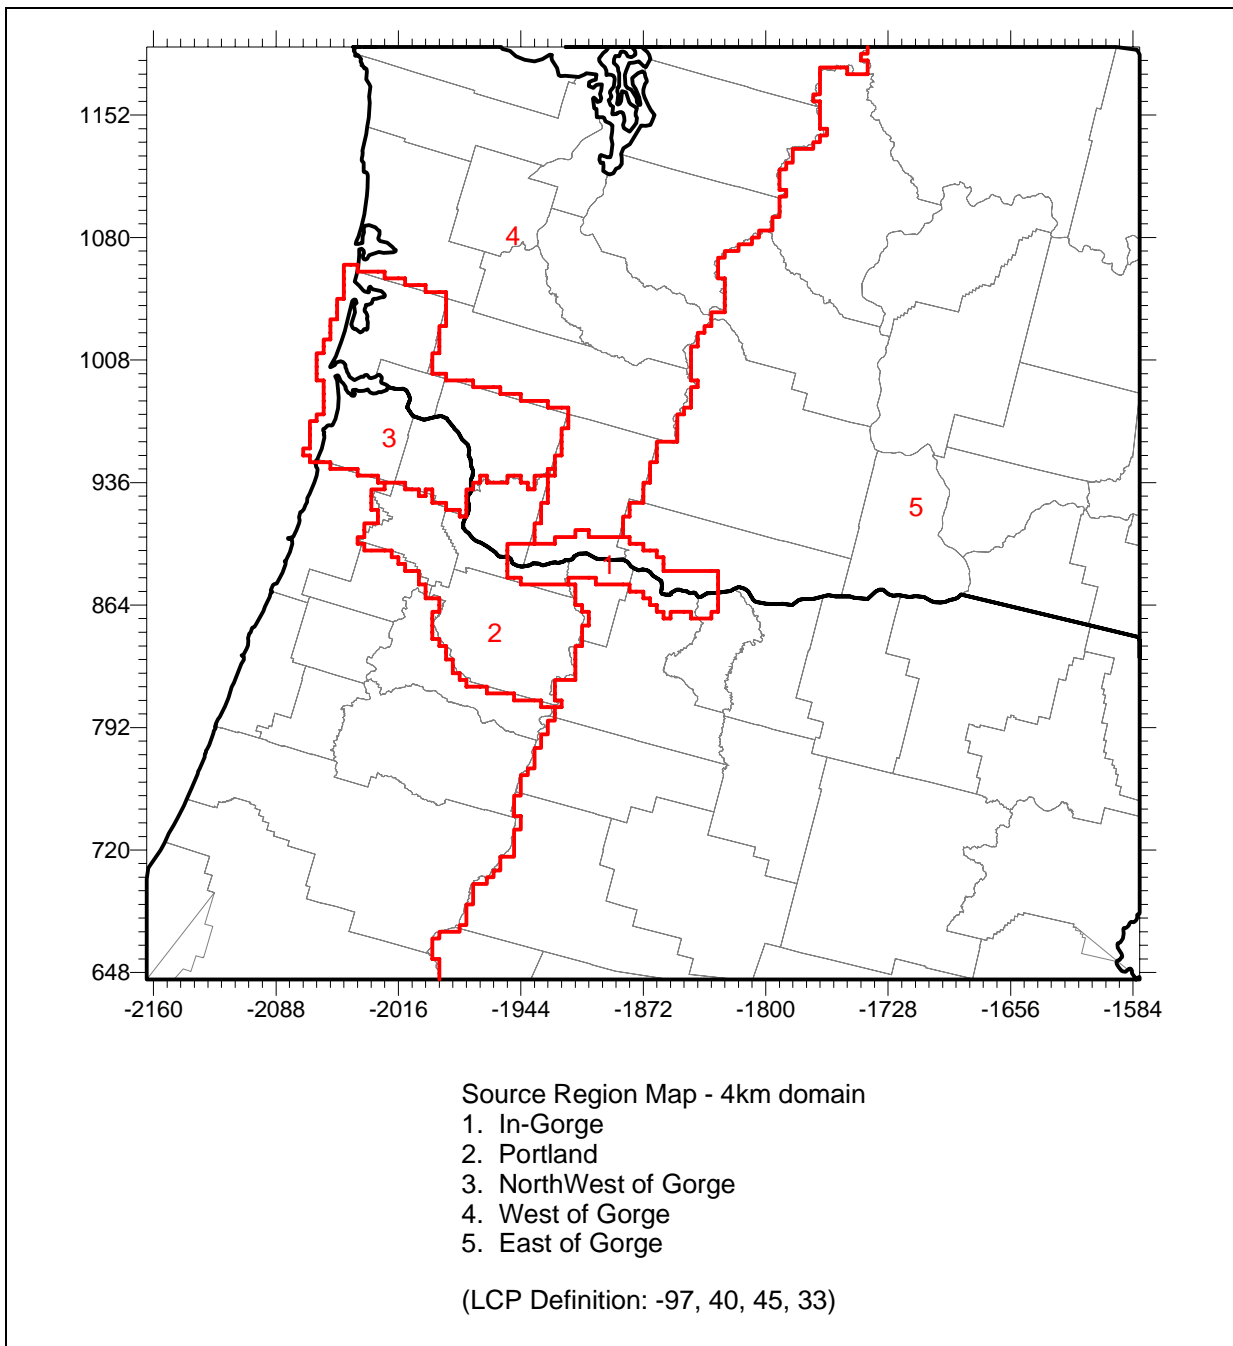 1152
1080
1008
936
864
792
720
648
4
3
5
1
2
-2160 -2088 -2016 -1944 -1872 -1800 -1728 -1656 -1584
Source Region Map - 4km domain
1. In-Gorge
2. Portland
3. NorthWest of Gorge
4. West of Gorge
5. East of Gorge
(LCP Definition: -97, 40, 45, 33)